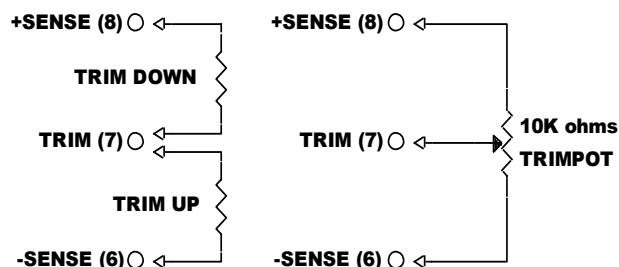 +SENSE (8)
TRIM DOWN
TRIM (7)
TRIM UP
-SENSE (6)
+SENSE (8)
10K ohms
TRIM (7)
TRIMPOT
-SENSE (6)